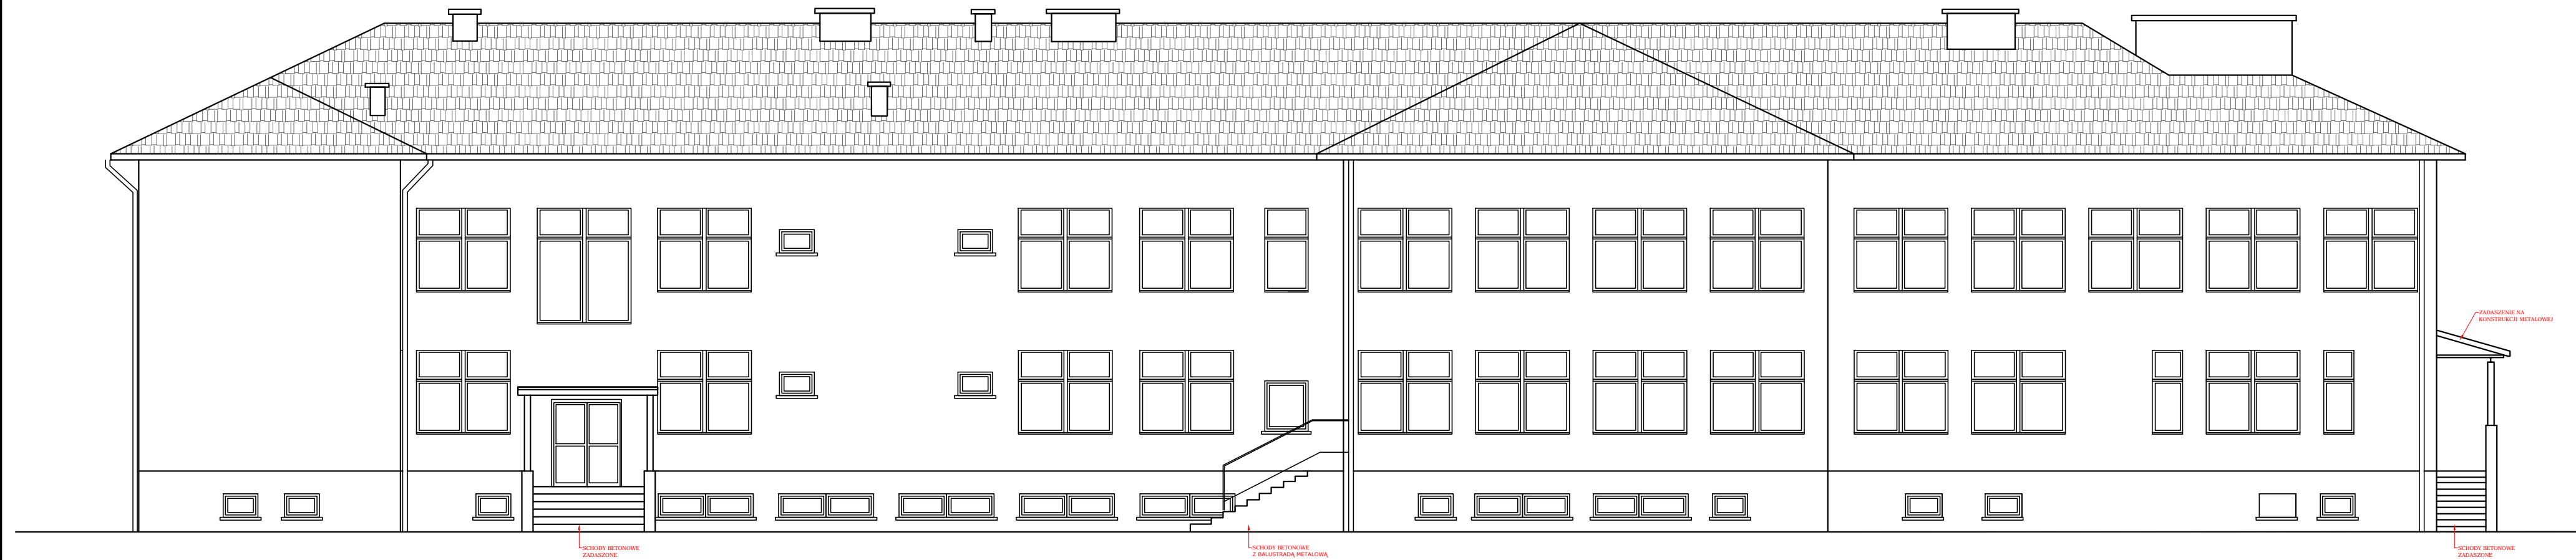 ZADASZENIE NA
KONSTRUKCJI METALOWEJ
SCHODY BETONOWE
ZADASZONE
SCHODY BETONOWE
Z BALUSTRADĄ METALOWĄ
SCHODY BETONOWE
ZADASZONE